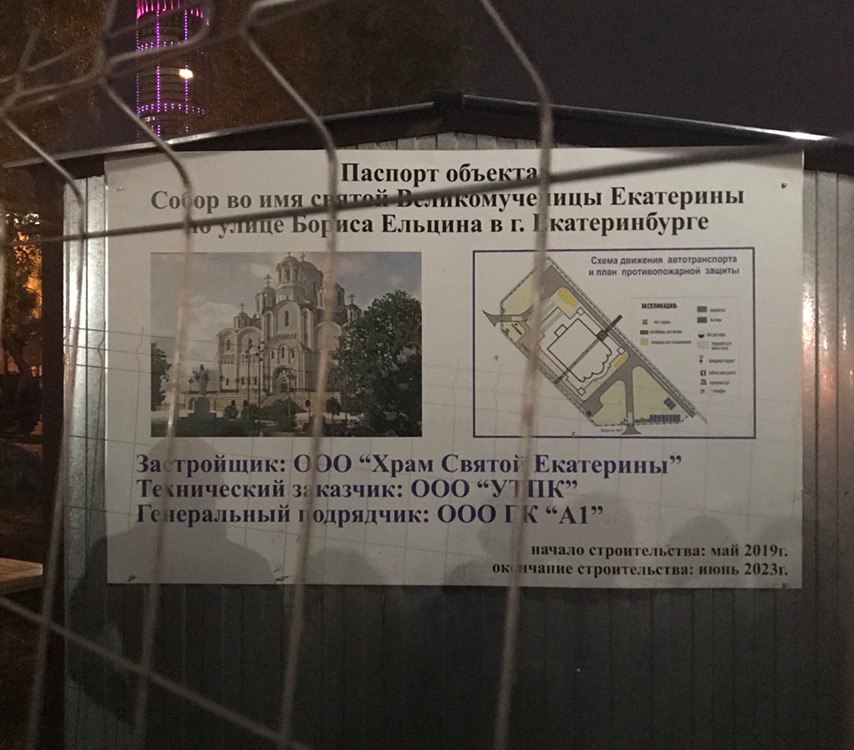 Паспорт объекта
Собор во имя святой Великомученицы Екатерины
по улице Бориса Ельцина в г. Екатеринбурге
Схема движения автотранспорта
и план противопожарной защиты
ЭКСПЛИКАЦИЯ:
Застройщик: ООО “Храм Святой Екатерины”
Технический заказчик: ООО “УТПК”
Генеральный подрядчик: ООО ГК “А1”
начало строительства: май 2019г.
окончание строительства: июнь 2023г.